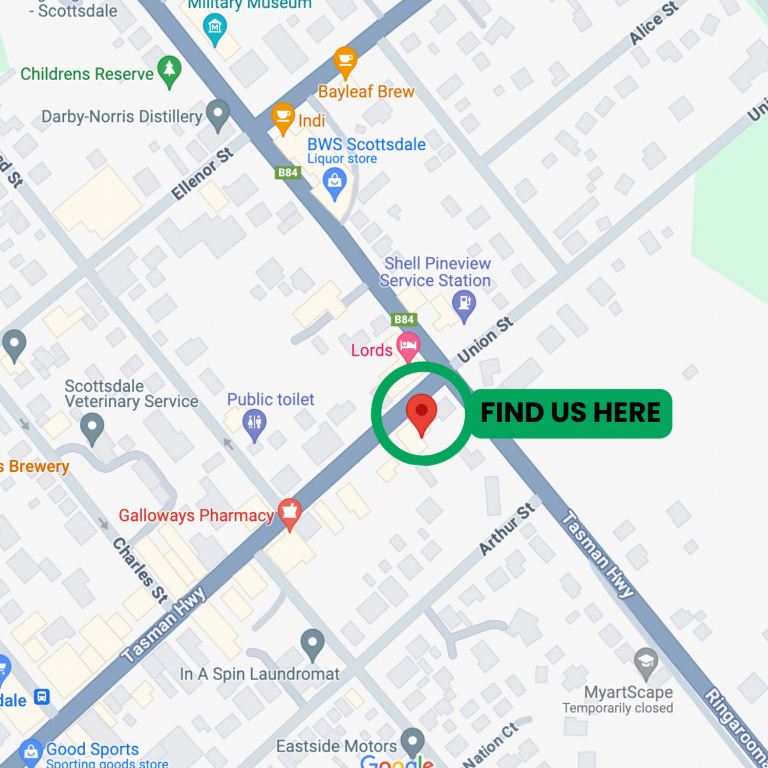 Military Museum
- Scottsdale
Alice St
Childrens Reserve
Bayleaf Brew
Darby-Norris Distillery
Indi
BWS Scottsdale
Liquor store
Ellenor St
B84
Shell Pineview
Service Station
B84
Union St
Lords
Scottsdale
Veterinary Service
Public toilet
FIND US HERE
s Brewery
Galloways Pharmacy
Arthur St
Tasman Hwy
Charles St
Tasman Hwy
In A Spin Laundromat
MyartScape
Temporarily closed
dale
Ringarooma
Good Sports
Sporting goods store
Eastside Motors
Nation Ct
Google